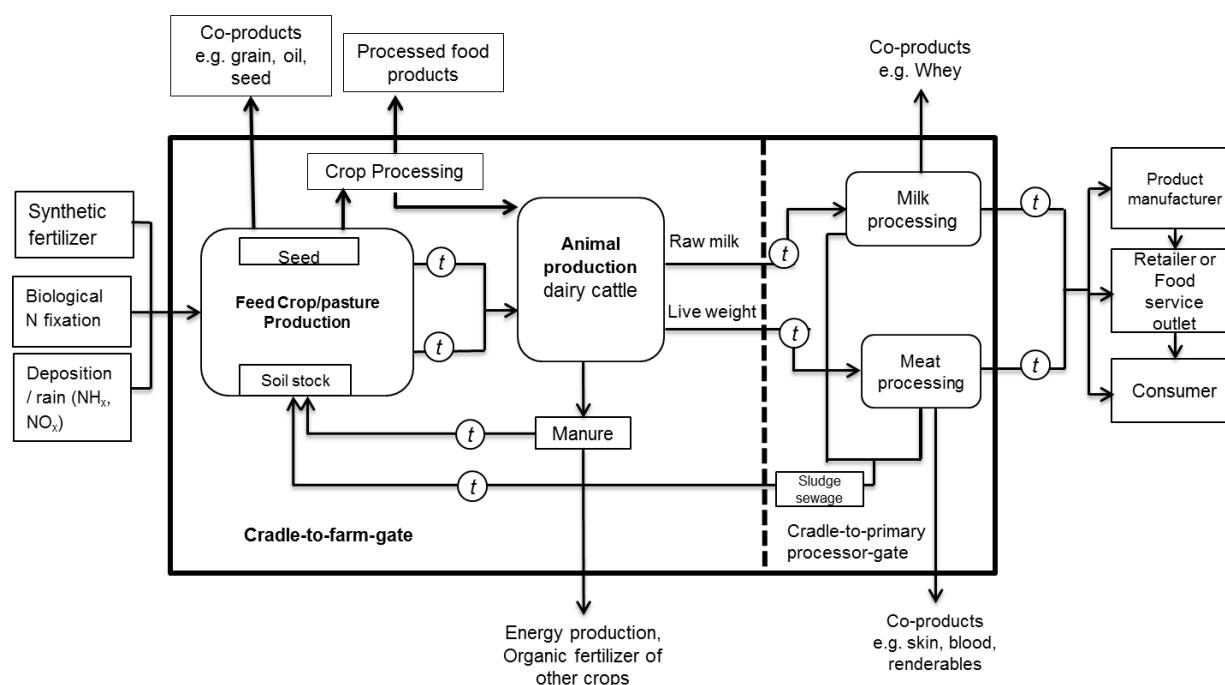 Co-products
e.g. grain, oil,
seed
Processed food
products
Co-products
e.g. Whey
Crop Processing
Synthetic
fertilizer
Biological
N fixation
Deposition
/ rain (NHx,
NOx)
Seed
Feed Crop/pasture
Production
Soil stock
t
t
Animal
production
dairy cattle
Raw milk
Live weight
t
t
Milk
processing
Meat
processing
t
t
Product
manufacturer
Retailer or
Food
service
outlet
Consumer
t
Manure
t
Sludge
sewage
Cradle-to-farm-gate
Cradle-to-primary
processor-gate
Energy production,
Organic fertilizer of
other crops
Co-products
e.g. skin, blood,
renderables